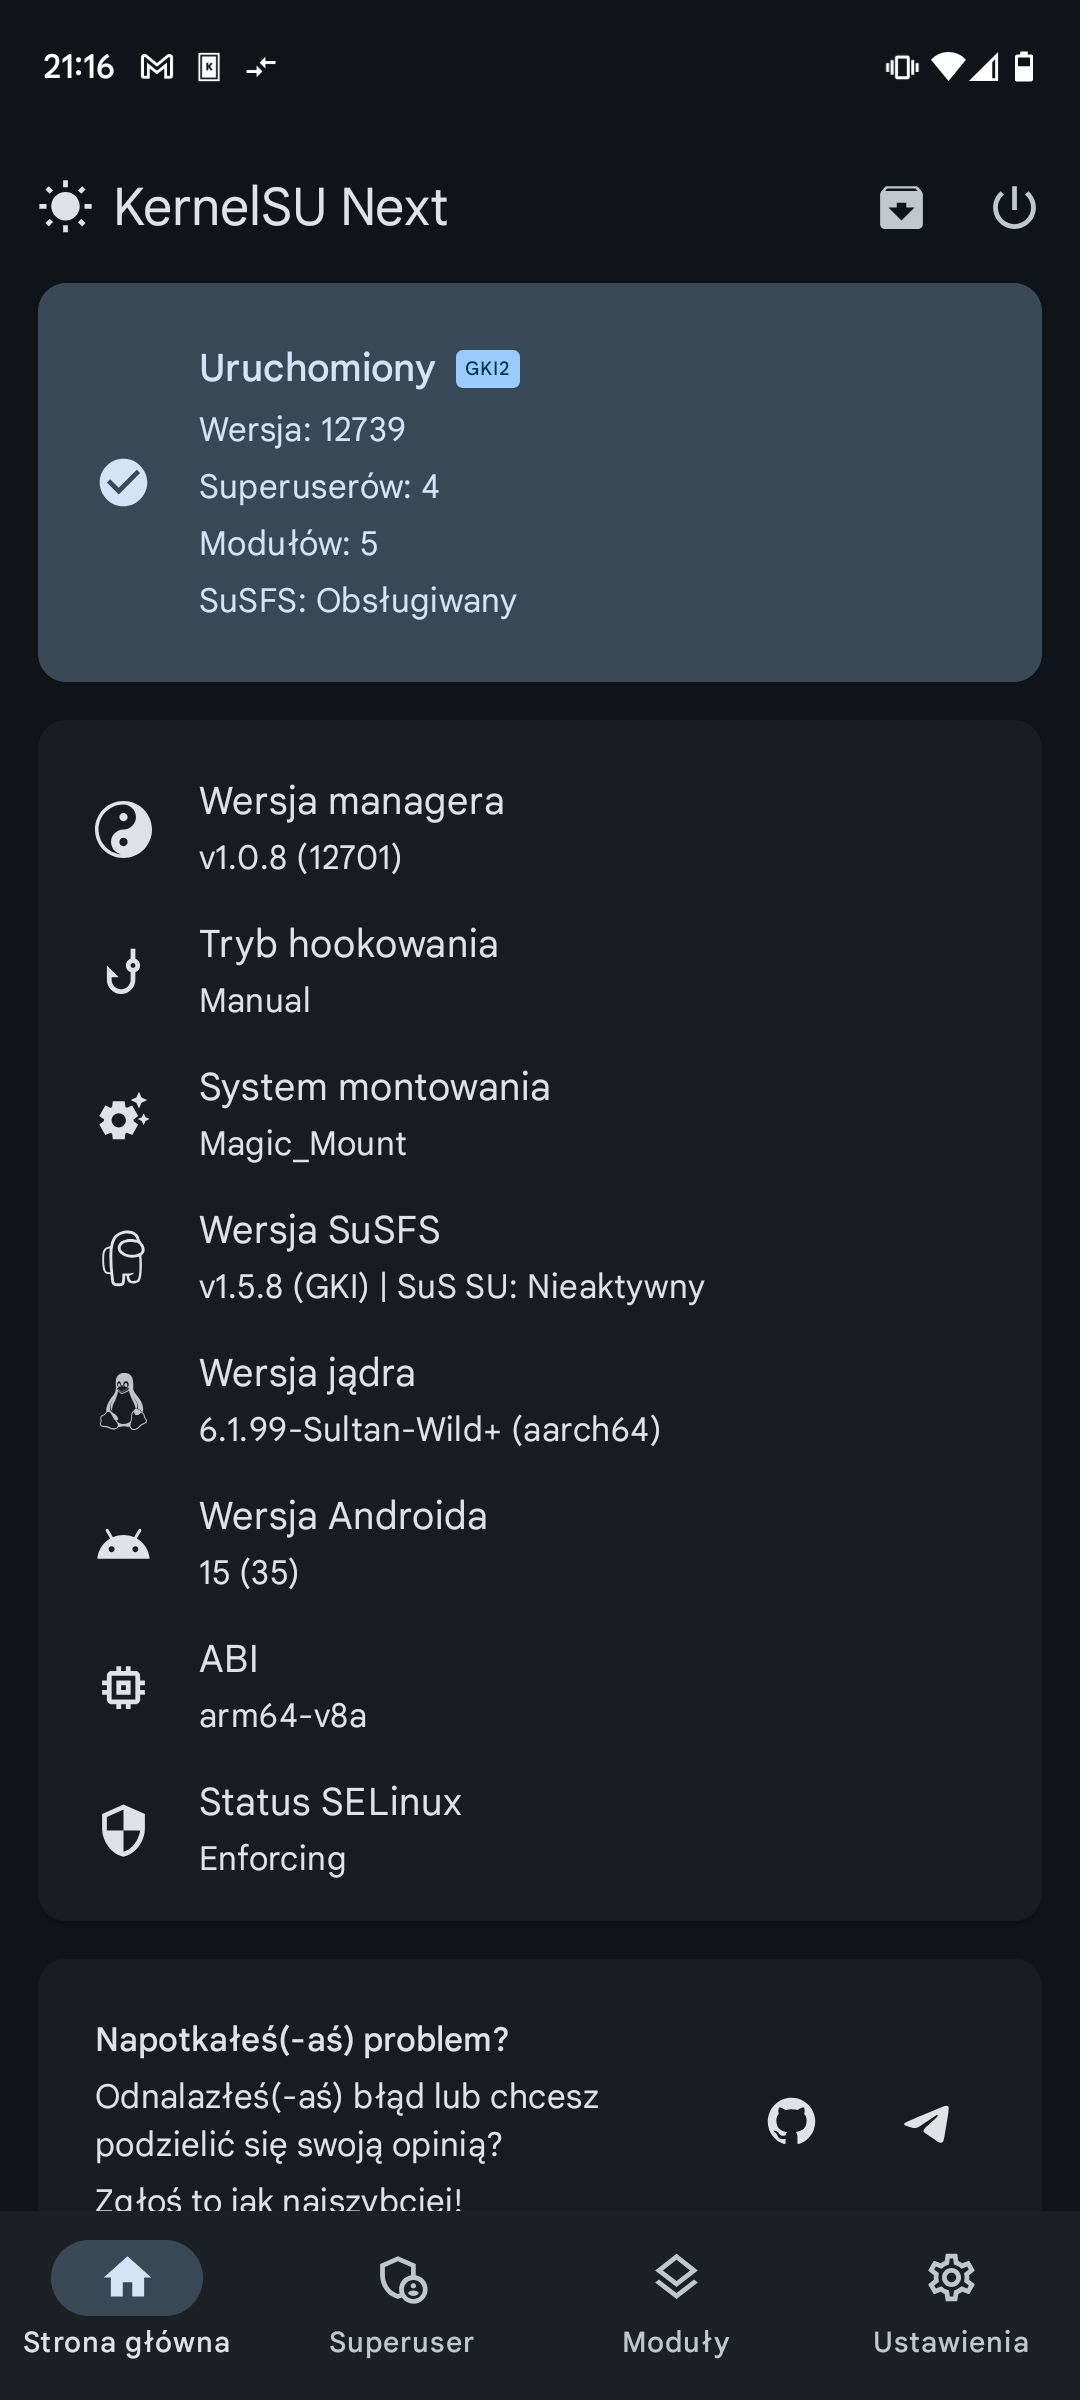 21:16
KernelSU Next
Uruchomiony GKI2
Wersja: 12739
Superuserów: 4
Modułów: 5
SuSFS: Obsługiwany
Wersja managera
v1.0.8 (12701)
Tryb hookowania
Manual
System montowania
Magic_Mount
Wersja SuSFS
v1.5.8 (GKI) | SuS SU: Nieaktywny
Wersja jądra
6.1.99-Sultan-Wild+ (aarch64)
Wersja Androida
15 (35)
ABI
arm64-v8a
Status SELinux
Enforcing
Napotkałeś(-aś) problem?
Odnalazłeś(-aś) błąd lub chcesz
podzielić się swoją opinią?
Zgłoś to jak najszybciej!
Strona główna
Superuser
Moduły
Ustawienia